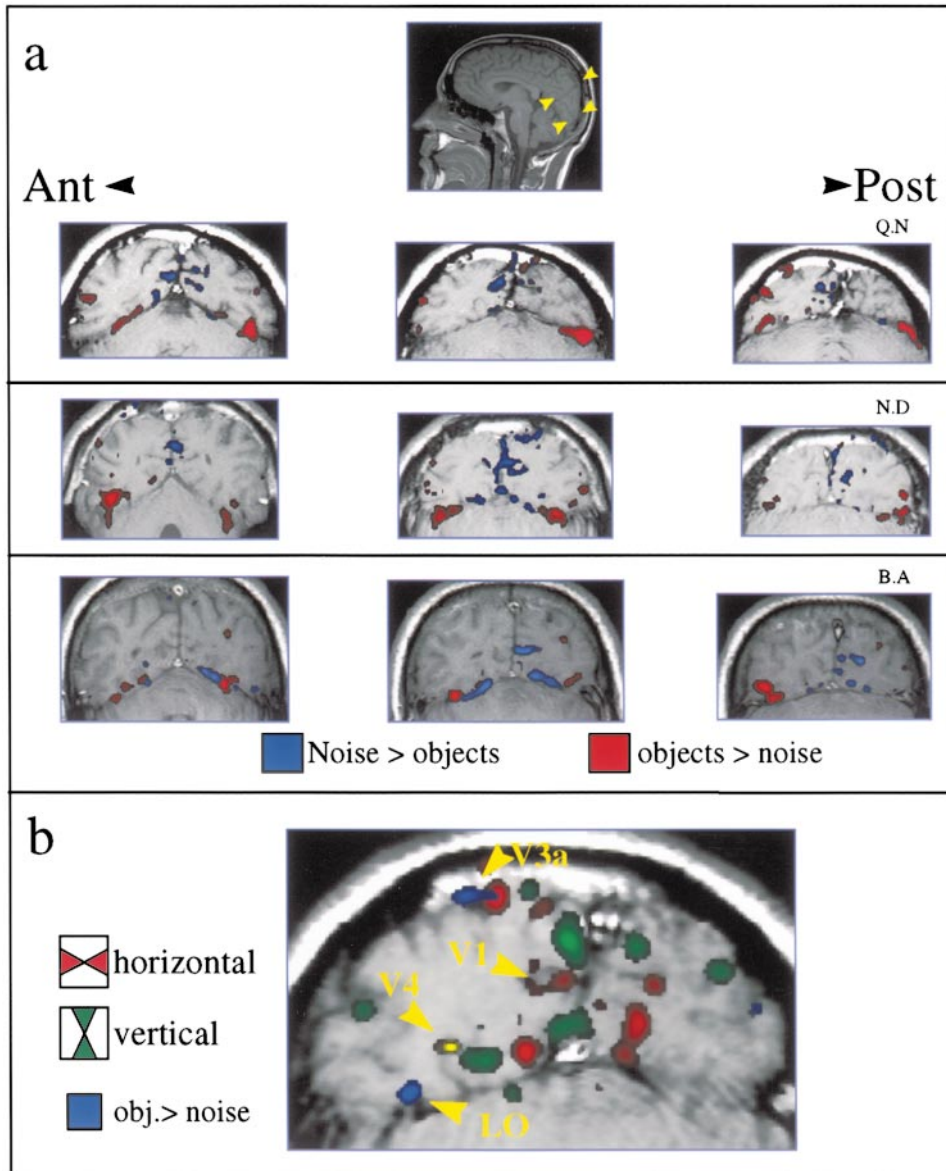 a
Ant
Post
Q.N
N.D
B.A
Noise > objects
objects > noise
b
V3a
V1
V4
LO
horizontal
vertical
obj.> noise